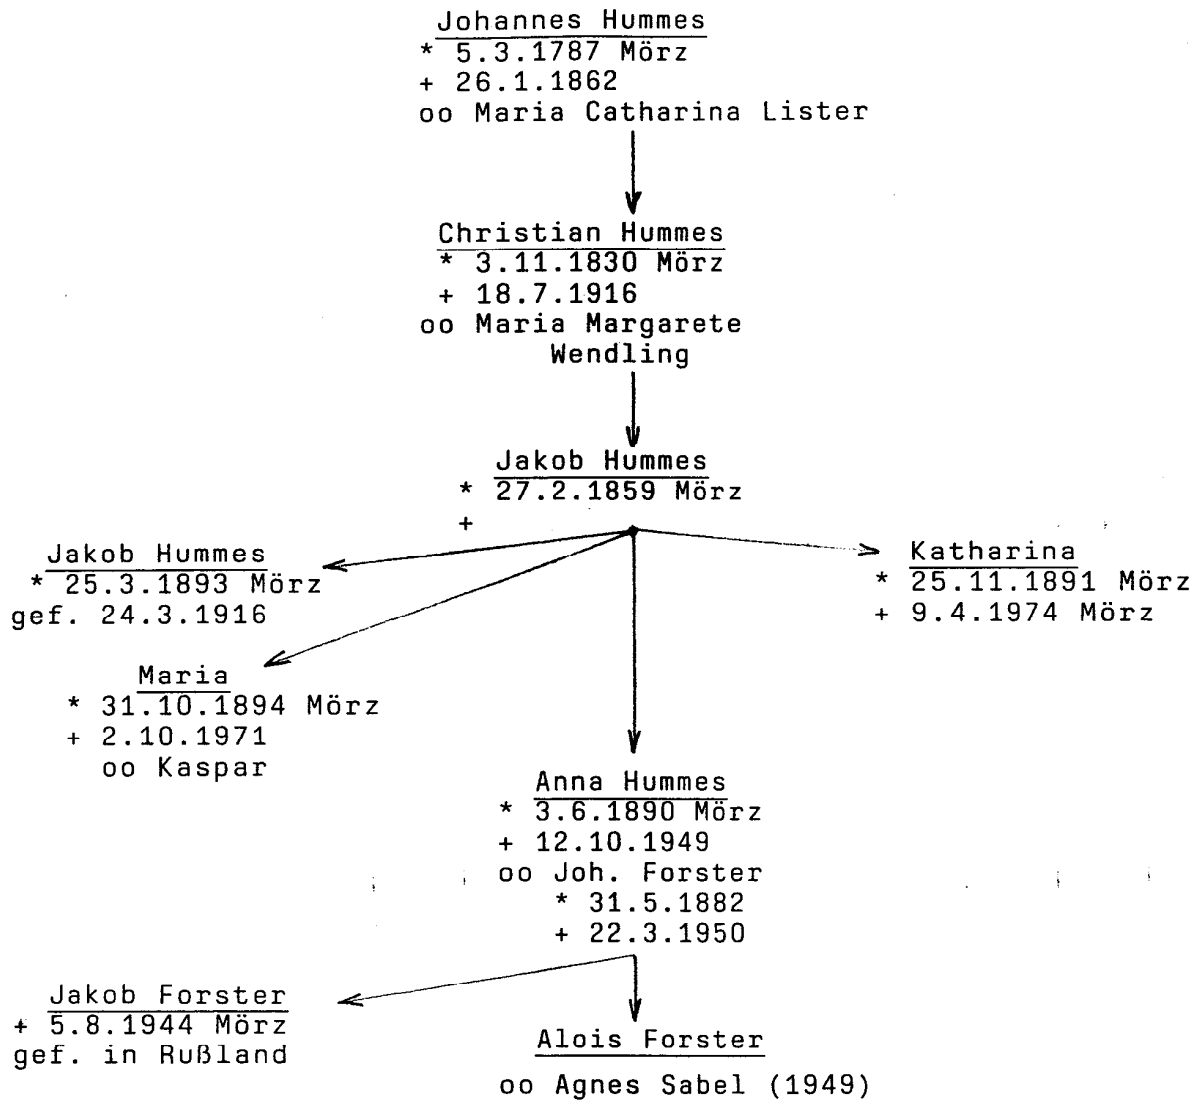 Johannes Hummes
* 5.3.1787 Mörz
+ 26.1.1862
oo Maria Catharina Lister
Christian Hummes
* 3.11.1830 Mörz
+ 18.7.1916
oo Maria Margarete
Wendling
Jakob Hummes
* 27.2.1859 Mörz
+
Jakob Hummes
* 25.3.1893 Mörz
gef. 24.3.1916
Katharina
* 25.11.1891 Mörz
+ 9.4.1974 Mörz
Maria
* 31.10.1894 Mörz
+ 2.10.1971
oo Kaspar
Anna Hummes
* 3.6.1890 Mörz
+ 12.10.1949
oo Joh. Forster
* 31.5.1882
+ 22.3.1950
Jakob Forster
+ 5.8.1944 Mörz
gef. in Rußland
Alois Forster
oo Agnes Sabel (1949)